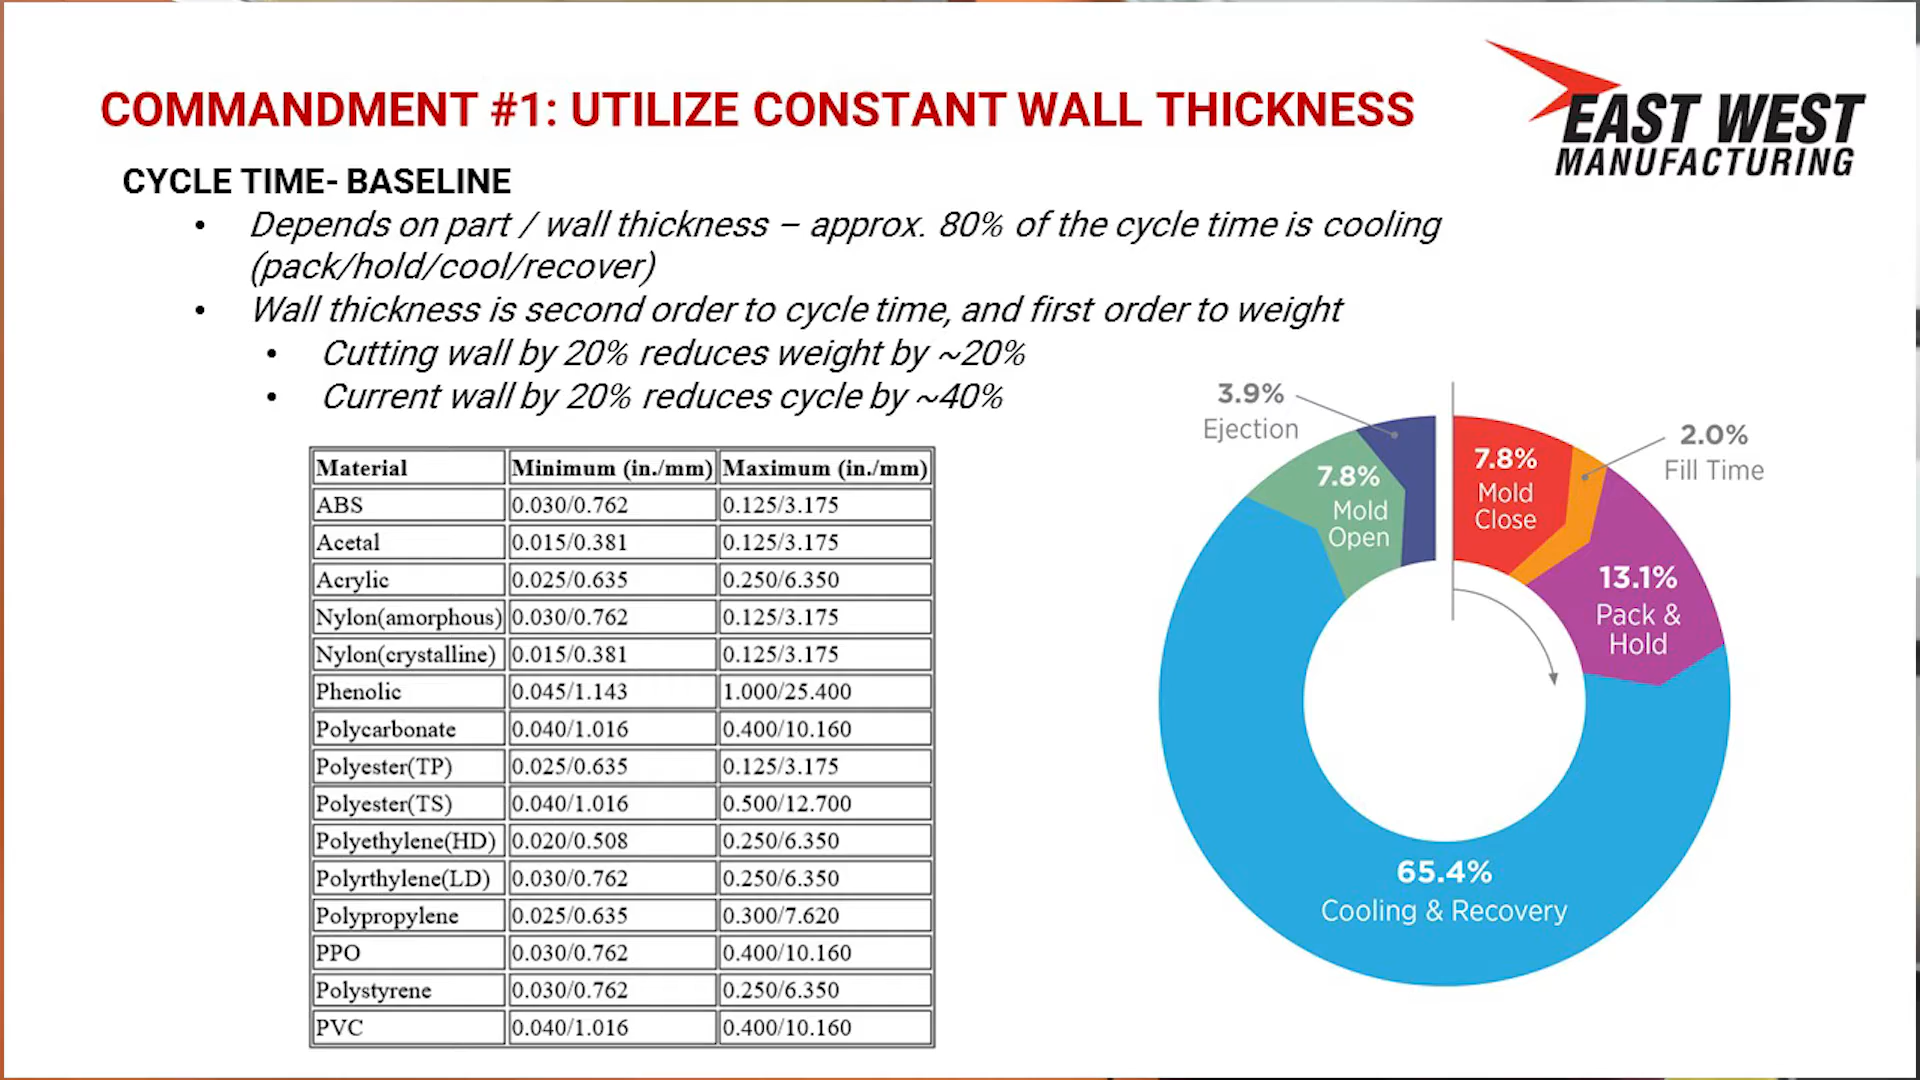 COMMANDMENT #1: UTILIZE CONSTANT WALL THICKNESS
EAST WEST
MANUFACTURING
CYCLE TIME- BASELINE
• Depends on part / wall thickness – approx. 80% of the cycle time is cooling
(pack/hold/cool/recover)
• Wall thickness is second order to cycle time, and first order to weight
• Cutting wall by 20% reduces weight by ~20%
• Current wall by 20% reduces cycle by ~40%
Material Minimum (in./mm) Maximum (in./mm)
ABS 0.030/0.762 0.125/3.175
Acetal 0.015/0.381 0.125/3.175
Acrylic 0.025/0.635 0.250/6.350
Nylon(amorphous) 0.030/0.762 0.125/3.175
Nylon(crystalline) 0.015/0.381 0.125/3.175
Phenolic 0.045/1.143 1.000/25.400
Polycarbonate 0.040/1.016 0.400/10.160
Polyester(TP) 0.025/0.635 0.125/3.175
Polyester(TS) 0.040/1.016 0.500/12.700
Polyethylene(HD) 0.020/0.508 0.250/6.350
Polyrthylene(LD) 0.030/0.762 0.250/6.350
Polypropylene 0.025/0.635 0.300/7.620
PPO 0.030/0.762 0.400/10.160
Polystyrene 0.030/0.762 0.250/6.350
PVC 0.040/1.016 0.400/10.160
3.9%
Ejection
7.8%
Mold
Open
7.8%
Mold
Close
2.0%
Fill Time
13.1%
Pack &
Hold
65.4%
Cooling & Recovery